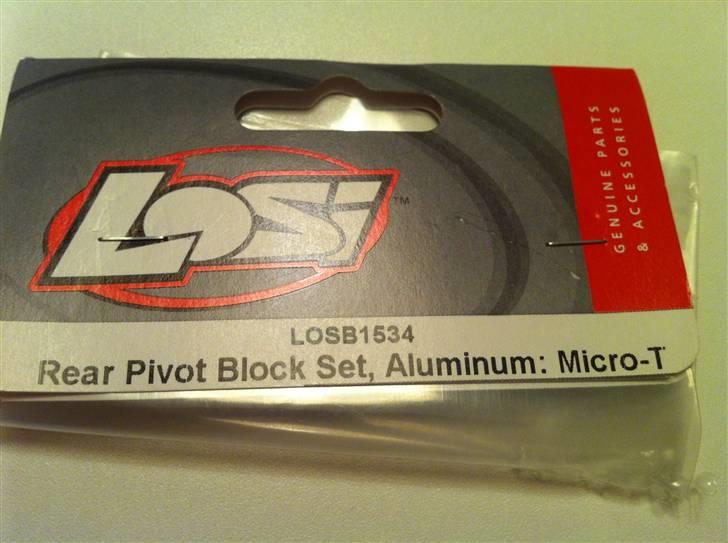 Losi TM
GENUINE PARTS
& ACCESSORIES
LOSB1534
Rear Pivot Block Set, Aluminum: Micro-T